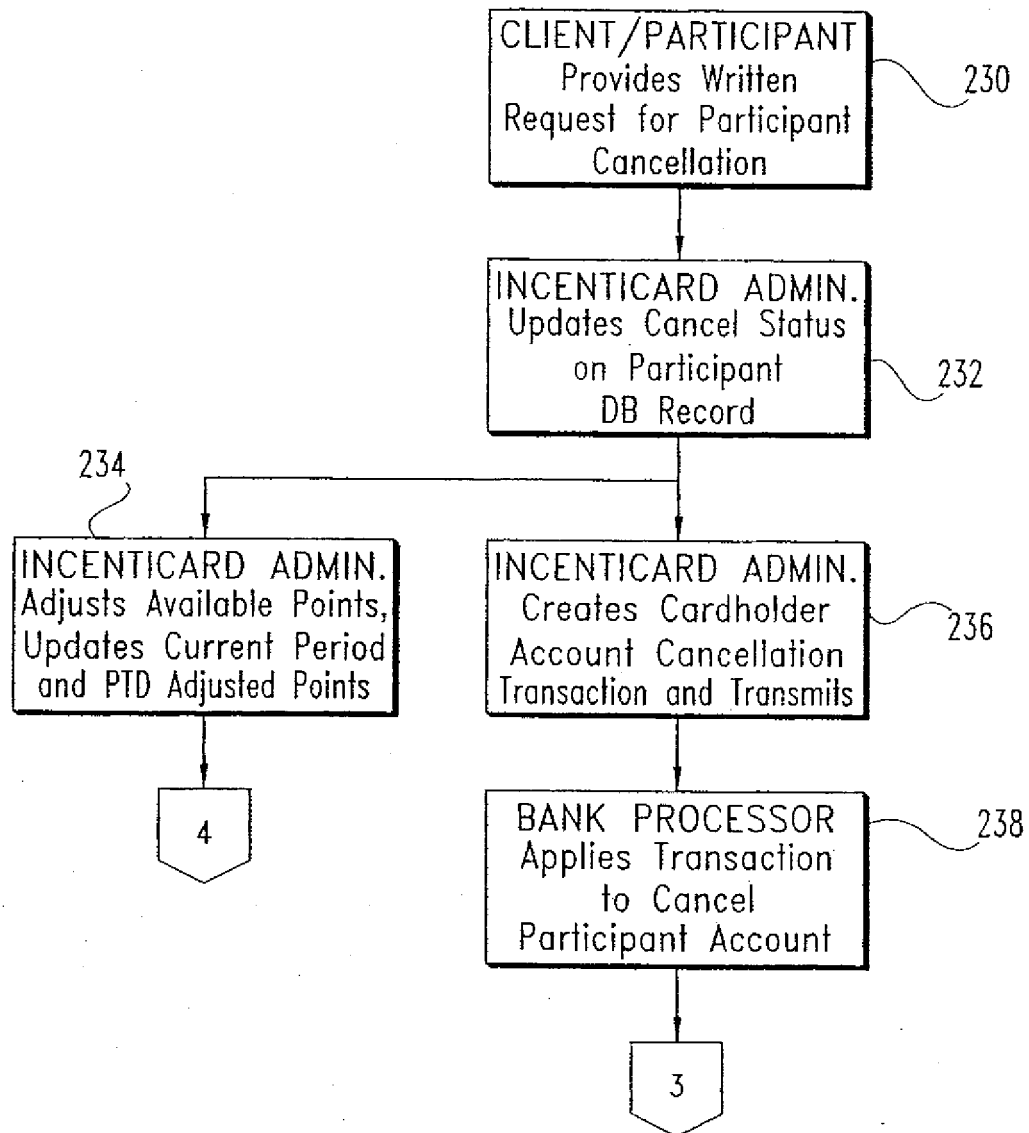 CLIENT/PARTICIPANT
Provides Written
Request for Participant
Cancellation
230
INCENTICARD ADMIN.
Updates Cancel Status
on Participant
DB Record
232
234
INCENTICARD ADMIN.
Adjusts Available Points,
Updates Current Period
and PTD Adjusted Points
INCENTICARD ADMIN.
Creates Cardholder
Account Cancellation
Transaction and Transmits
236
4
BANK PROCESSOR
Applies Transaction
to Cancel
Participant Account
238
3